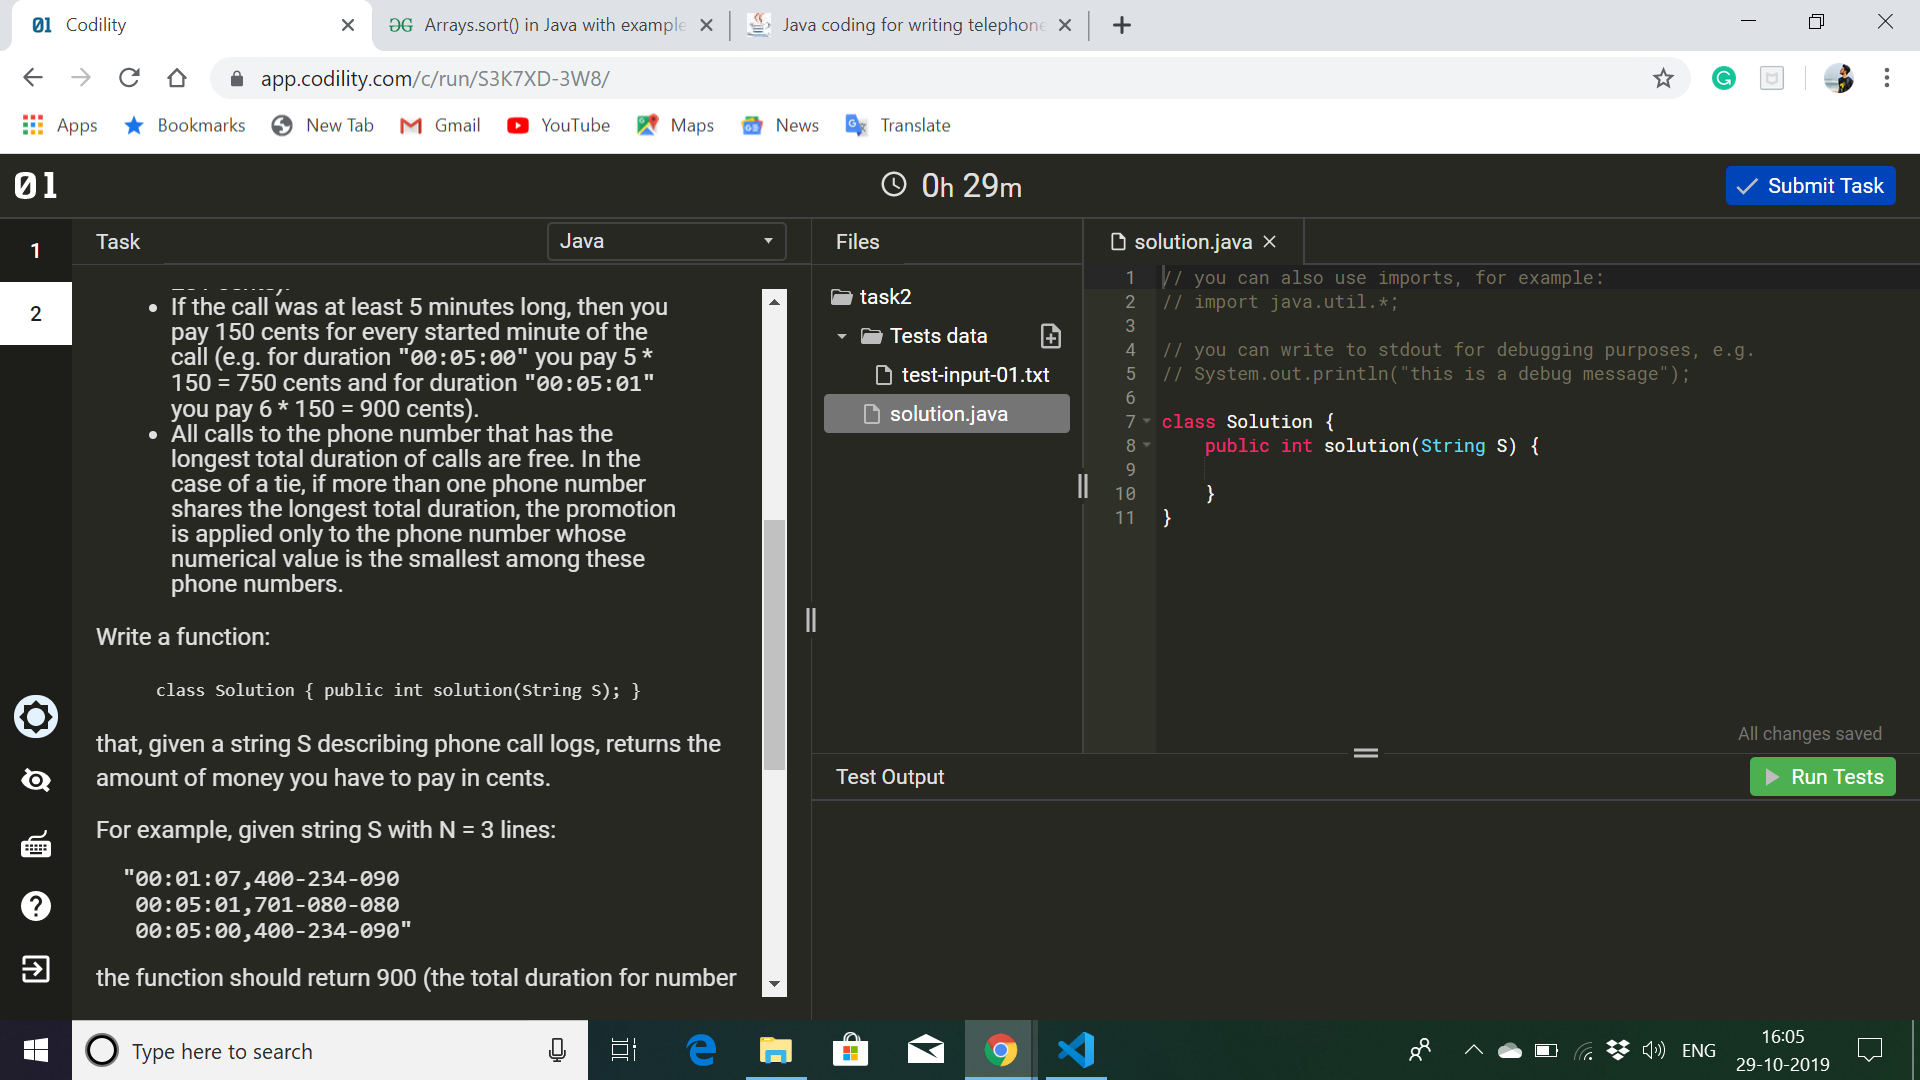 01 Codility
Arrays.sort() in Java with example
Java coding for writing telephone
app.codility.com/c/run/S3K7XD-3W8/
Apps Bookmarks New Tab Gmail YouTube Maps News Translate
01
0h 29m
Submit Task
1
2
Task
Java
If the call was at least 5 minutes long, then you
pay 150 cents for every started minute of the
call (e.g. for duration "00:05:00" you pay 5 *
150 = 750 cents and for duration "00:05:01"
you pay 6 * 150 = 900 cents).
All calls to the phone number that has the
longest total duration of calls are free. In the
case of a tie, if more than one phone number
shares the longest total duration, the promotion
is applied only to the phone number whose
numerical value is the smallest among these
phone numbers.
Write a function:
class Solution { public int solution(String S); }
that, given a string S describing phone call logs, returns the
amount of money you have to pay in cents.
For example, given string S with N = 3 lines:
"00:01:07,400-234-090
00:05:01,701-080-080
00:05:00,400-234-090"
the function should return 900 (the total duration for number
Files
task2
Tests data
test-input-01.txt
solution.java
solution.java
1 // you can also use imports, for example:
2 // import java.util.*;
3
4 // you can write to stdout for debugging purposes, e.g.
5 // System.out.println("this is a debug message");
6
7 class Solution {
8 public int solution(String S) {
9
10 }
11 }
All changes saved
Test Output
Run Tests
Type here to search
ENG
16:05
29-10-2019